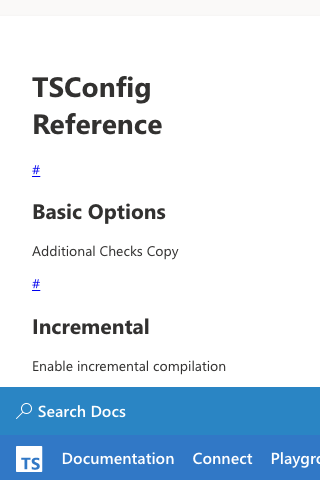 TSConfig
Reference
#
Basic Options
Additional Checks Copy
#
Incremental
Enable incremental compilation
Search Docs
TS Documentation Connect Playgro